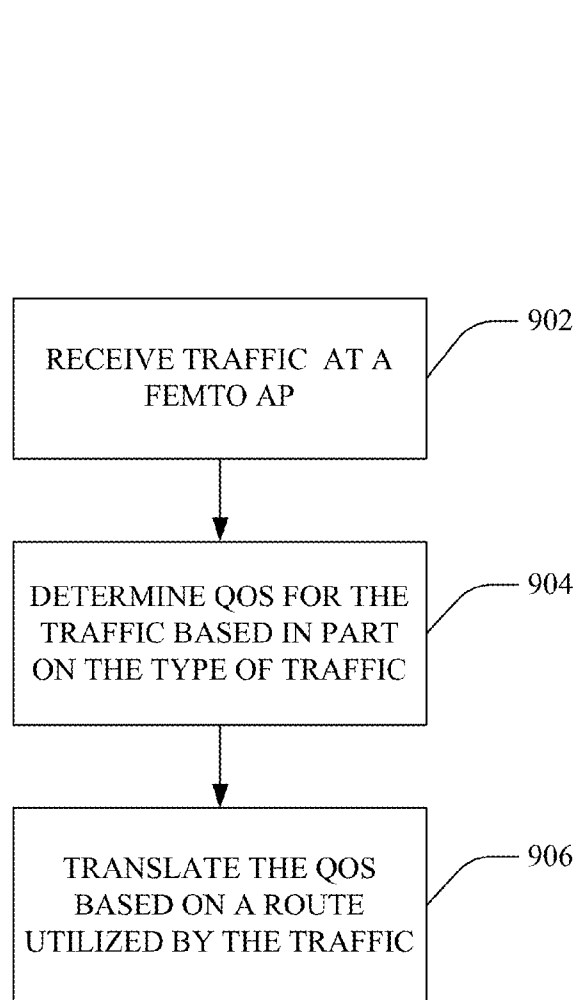 RECEIVE TRAFFIC AT A
FEMTO AP
902
DETERMINE QOS FOR THE
TRAFFIC BASED IN PART
ON THE TYPE OF TRAFFIC
904
TRANSLATE THE QOS
BASED ON A ROUTE
UTILIZED BY THE TRAFFIC
906